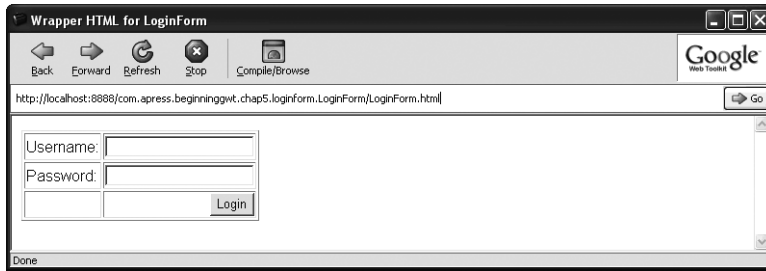 Wrapper HTML for LoginForm
Back Forward Refresh Stop Compile/Browse
Google
Web Toolkit
http://localhost:8888/com.apress.beginninggwt.chap5.loginform.LoginForm/LoginForm.html
Go
Username:
Password:
Login
Done